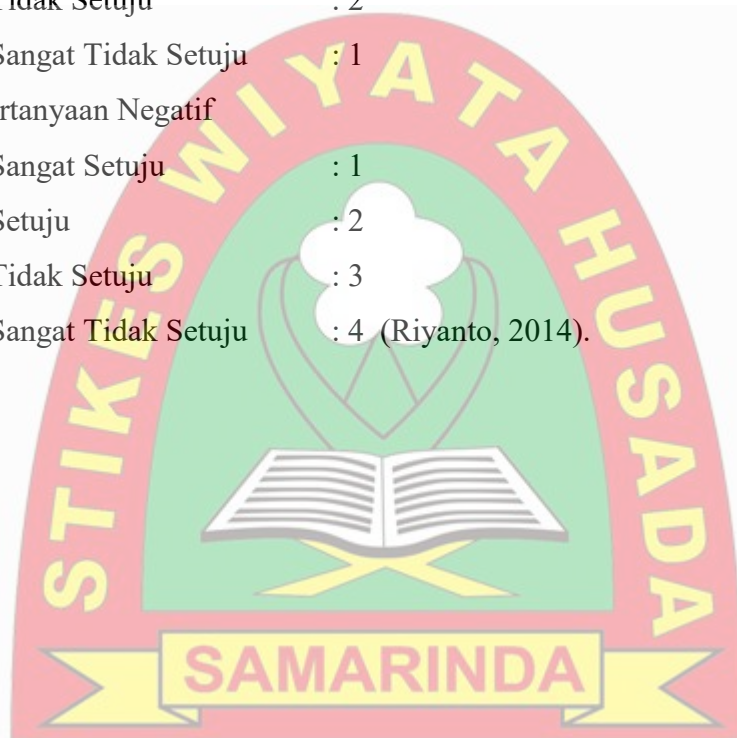 Tidak Setuju : 2
Sangat Tidak Setuju : 1
rtanyaan Negatif
Sangat Setuju : 1
Setuju : 2
Tidak Setuju : 3
Sangat Tidak Setuju : 4 (Riyanto, 2014).
STIKES WIYATA HUSADA
SAMARINDA